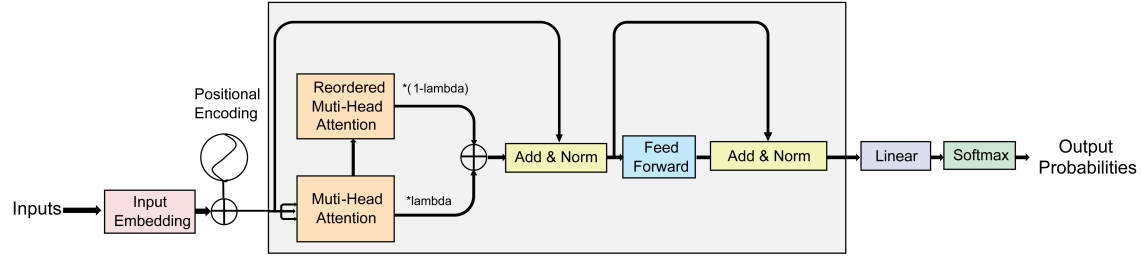 Inputs
Input
Embedding
Positional
Encoding
Reordered
Muti-Head
Attention
*( 1-lambda)
Muti-Head
Attention
*lambda
Add & Norm
Feed
Forward
Add & Norm
Linear
Softmax
Output
Probabilities